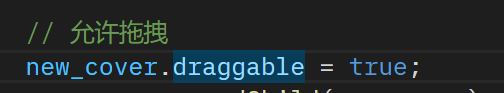 // 允许拖拽
new_cover.draggable = true;